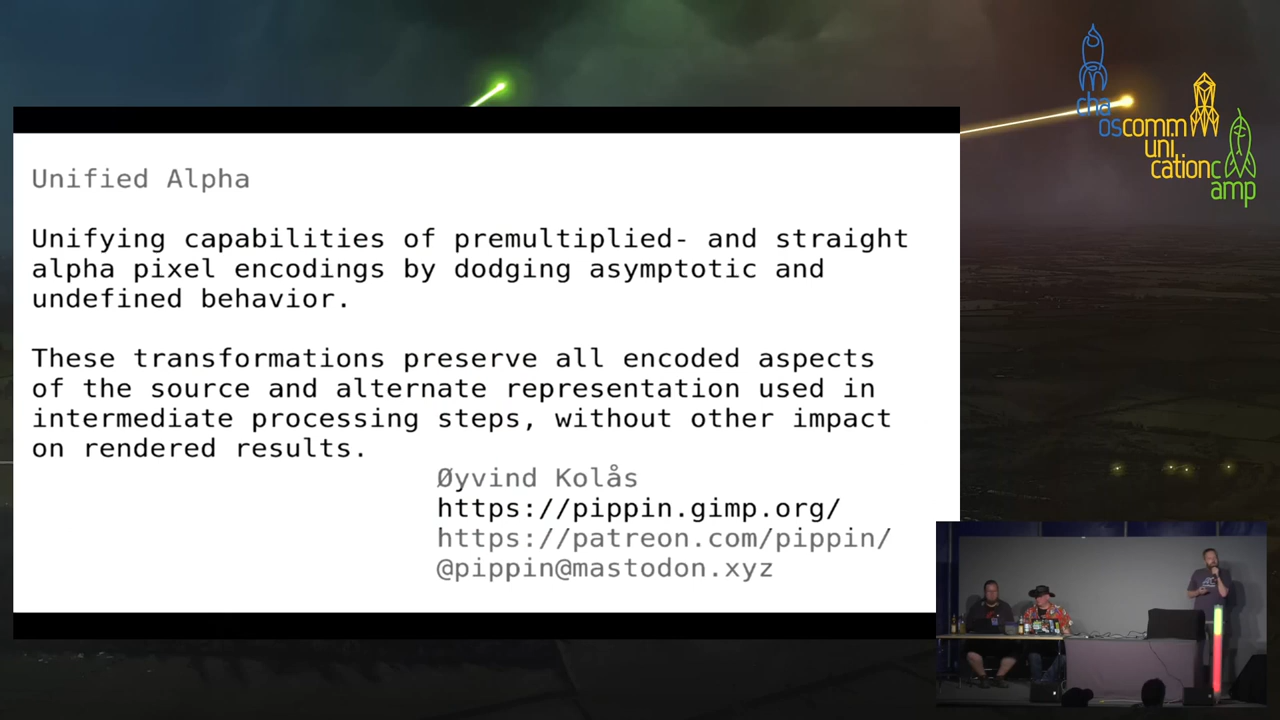 chaoscommunicationcamp
Unified Alpha
Unifying capabilities of premultiplied- and straight
alpha pixel encodings by dodging asymptotic and
undefined behavior.
These transformations preserve all encoded aspects
of the source and alternate representation used in
intermediate processing steps, without other impact
on rendered results.
Øyvind Kolås
https://pippin.gimp.org/
https://patreon.com/pippin/
@pippin@mastodon.xyz